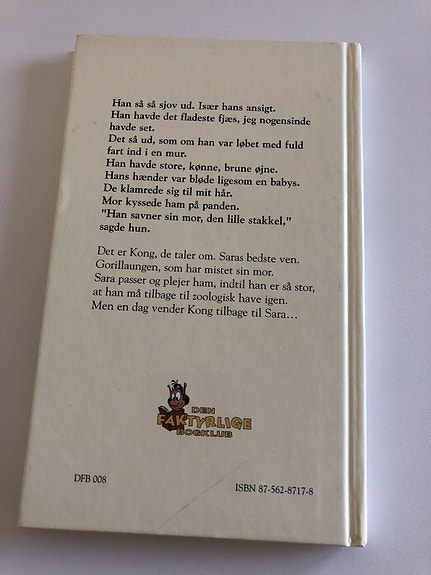 Han så så sjov ud. Især hans ansigt.
Han havde det fladeste fjæs, jeg nogensinde
havde set.
Det så ud, som om han var løbet med fuld
fart ind i en mur.
Han havde store, kønne, brune øjne.
Hans hænder var bløde ligesom en babys.
De klamrede sig til mit hår.
Mor kyssede ham på panden.
"Han savner sin mor, den lille stakkel,"
sagde hun.
Det er Kong, de taler om. Saras bedste ven.
Gorillaungen, som har mistet sin mor.
Sara passer og plejer ham, indtil han er så stor,
at han må tilbage til zoologisk have igen.
Men en dag vender Kong tilbage til Sara...
DEN
FAKTYRLIGE
BOGKLUB
DFB 008
ISBN 87-562-8717-8